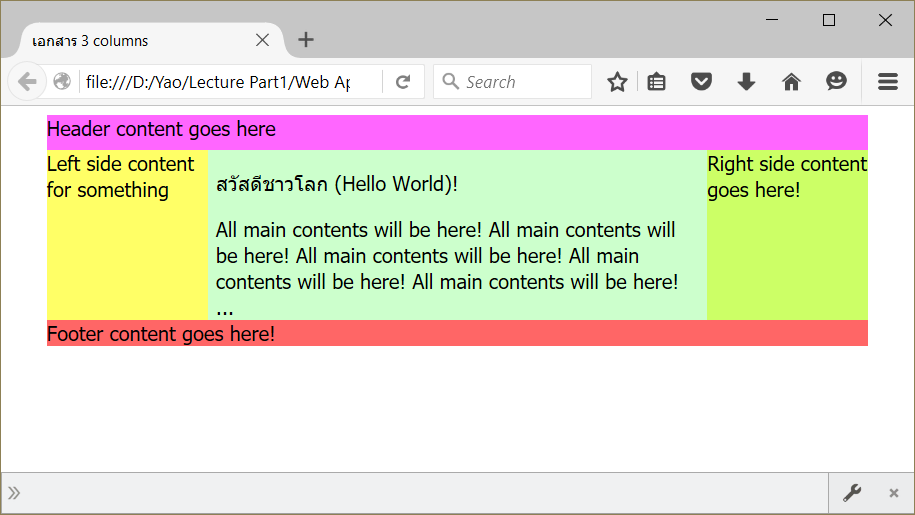 เอกสาร 3 columns
file:///D:/Yao/Lecture Part1/Web Ap
Search
Header content goes here
Left side content
for something
สวัสดีชาวโลก (Hello World)!
All main contents will be here! All main contents will
be here! All main contents will be here! All main
contents will be here! All main contents will be here!
...
Right side content
goes here!
Footer content goes here!